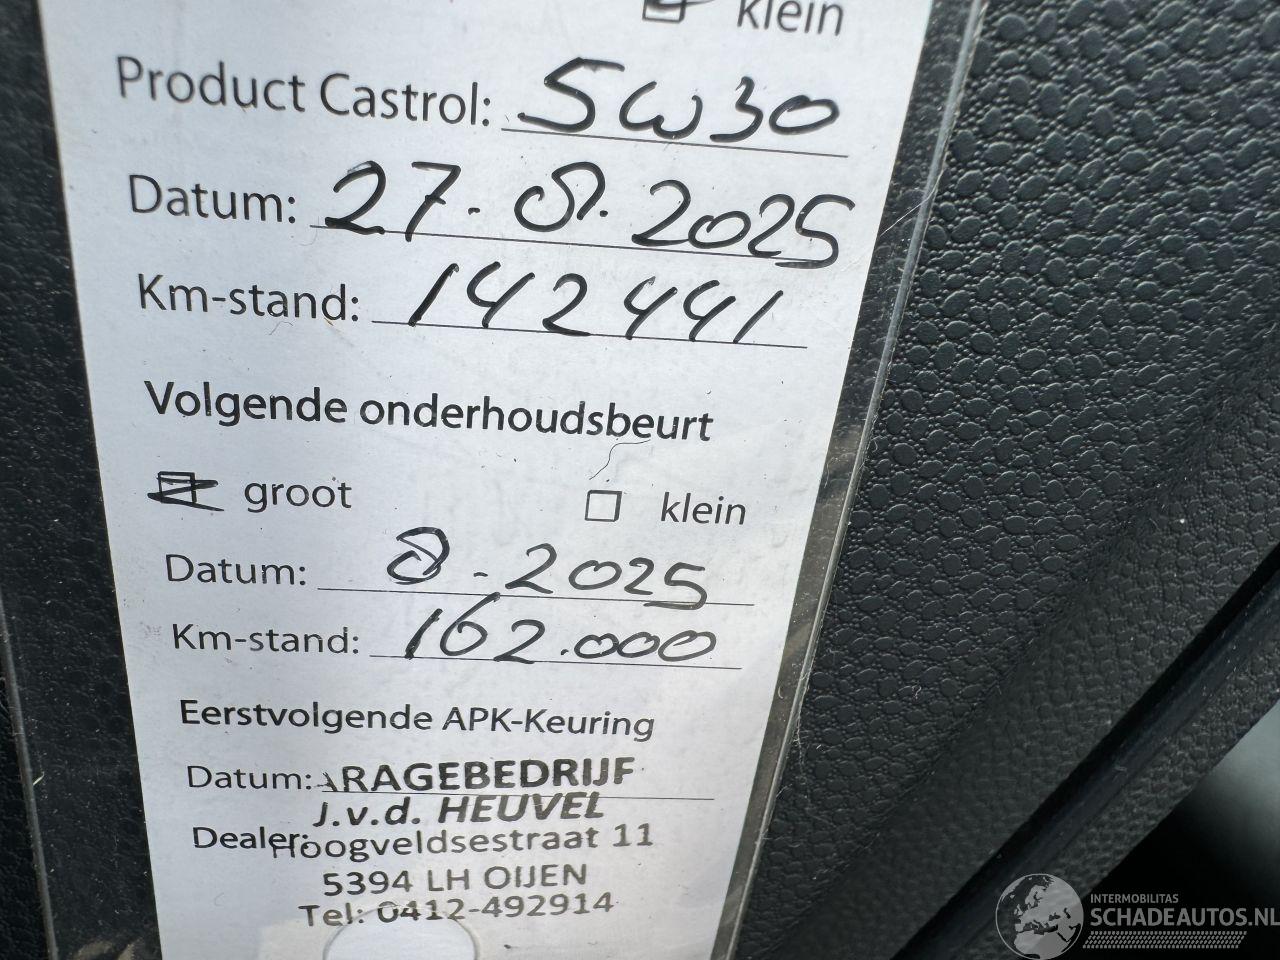 klein
Product Castrol: 5W30
Datum: 27.8.2025
Km-stand: 142441
Volgende onderhoudsbeurt
groot klein
Datum: 8-2025
Km-stand: 162.000
Eerstvolgende APK-Keuring
Datum: ARAGEBEDRIJF
J.v.d. HEUVEL
Dealer: Hoogveldsestraat 11
5394 LH OIJEN
Tel: 0412-492914
INTERMOBILITAS
SCHADEAUTOS.NL